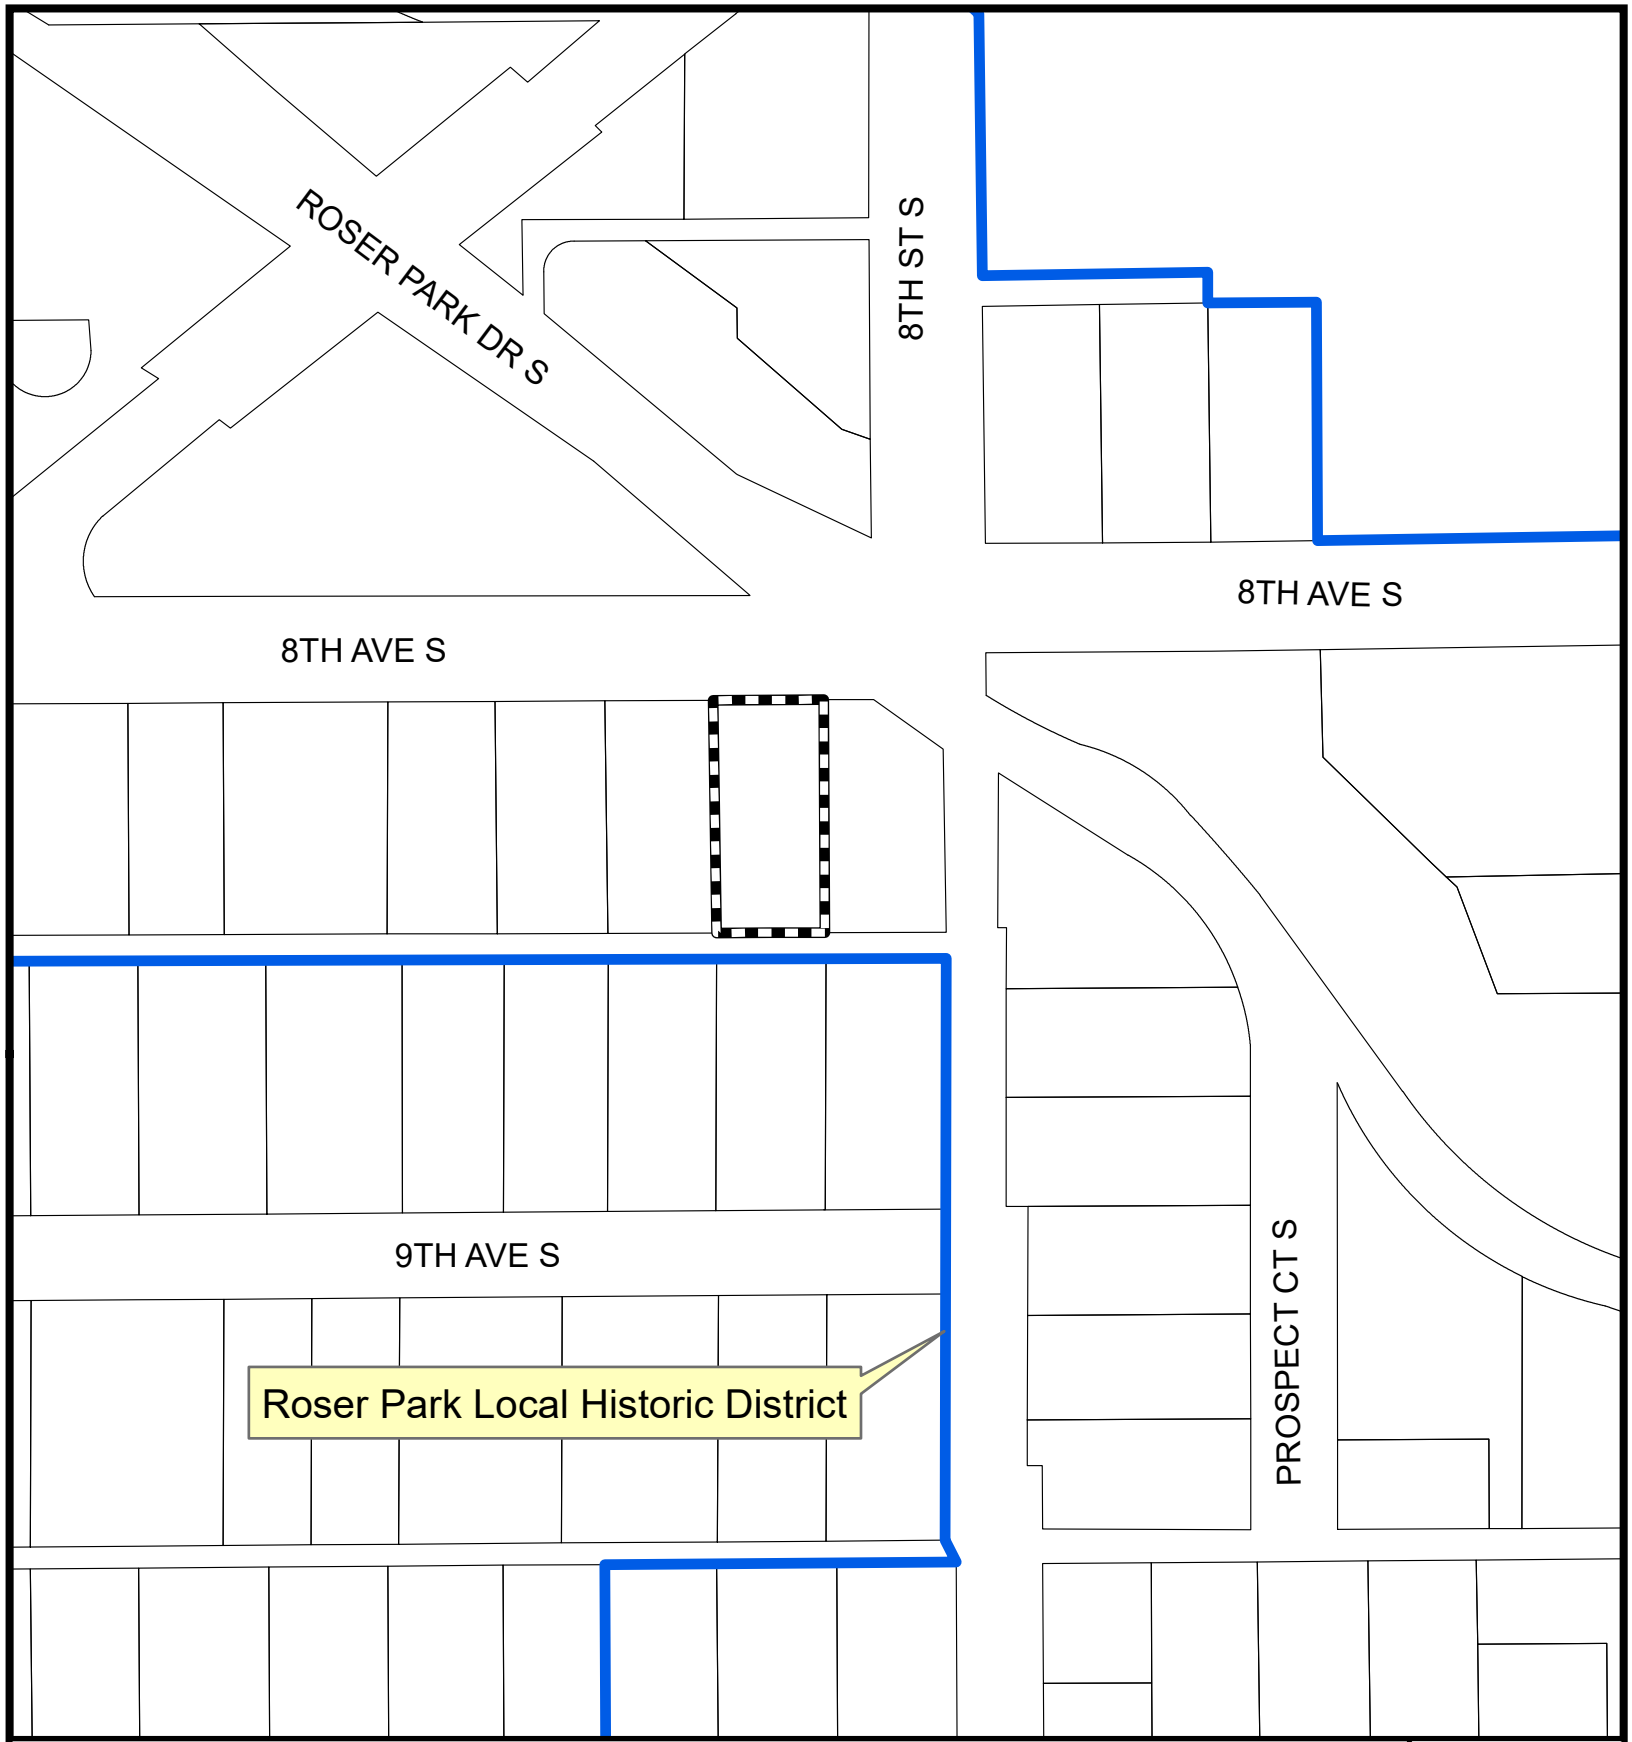 ROSER PARK DR S
8TH ST S
8TH AVE S
8TH AVE S
9TH AVE S
PROSPECT CT S
Roser Park Local Historic District